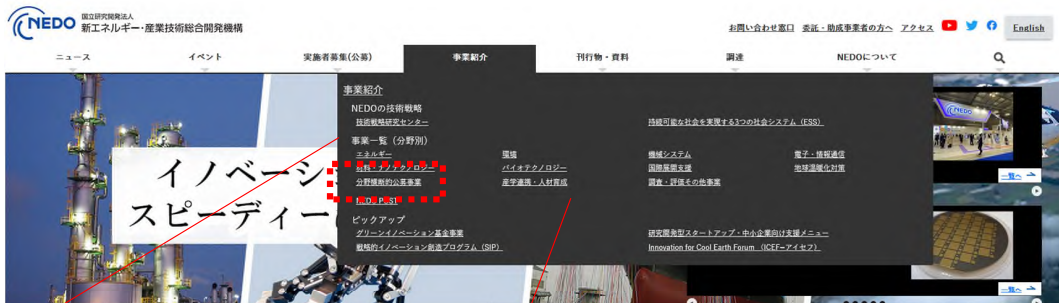 NEDO 国立研究開発法人
新エネルギー・産業技術総合開発機構
お問い合わせ窓口 委託・助成事業者の方へ アクセス English
ニュース イベント 実施者募集(公募) 事業紹介 刊行物・資料 調達 NEDOについて
事業紹介
NEDOの技術戦略
技術戦略研究センター 持続可能な社会を実現する3つの社会システム (ESS)
事業一覧 (分野別)
エネルギー 環境 機械システム 電子・情報通信
材料・ナノテクノロジー バイオテクノロジー 国際展開支援 地球温暖化対策
分野横断的公募事業 産学連携・人材育成 調査・評価その他事業
ピックアップ
グリーンイノベーション基金事業 研究開発型スタートアップ・中小企業向け支援メニュー
戦略的イノベーション創造プログラム (SIP) Innovation for Cool Earth Forum (ICEF-アイセフ)
イノベーシ
スピーディー
NEDO
一覧へ
一覧へ